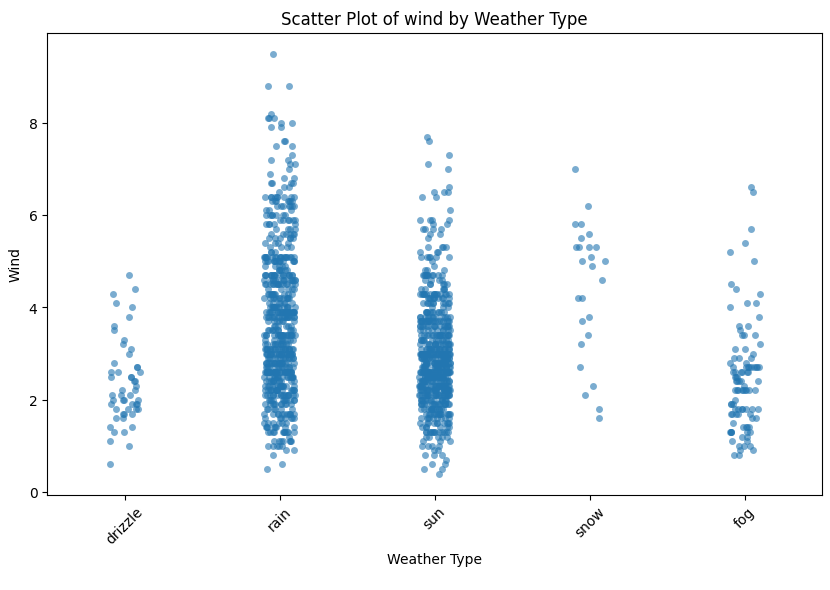 Scatter Plot of wind by Weather Type
Wind
8
6
4
2
0
drizzle
rain
sun
snow
fog
Weather Type